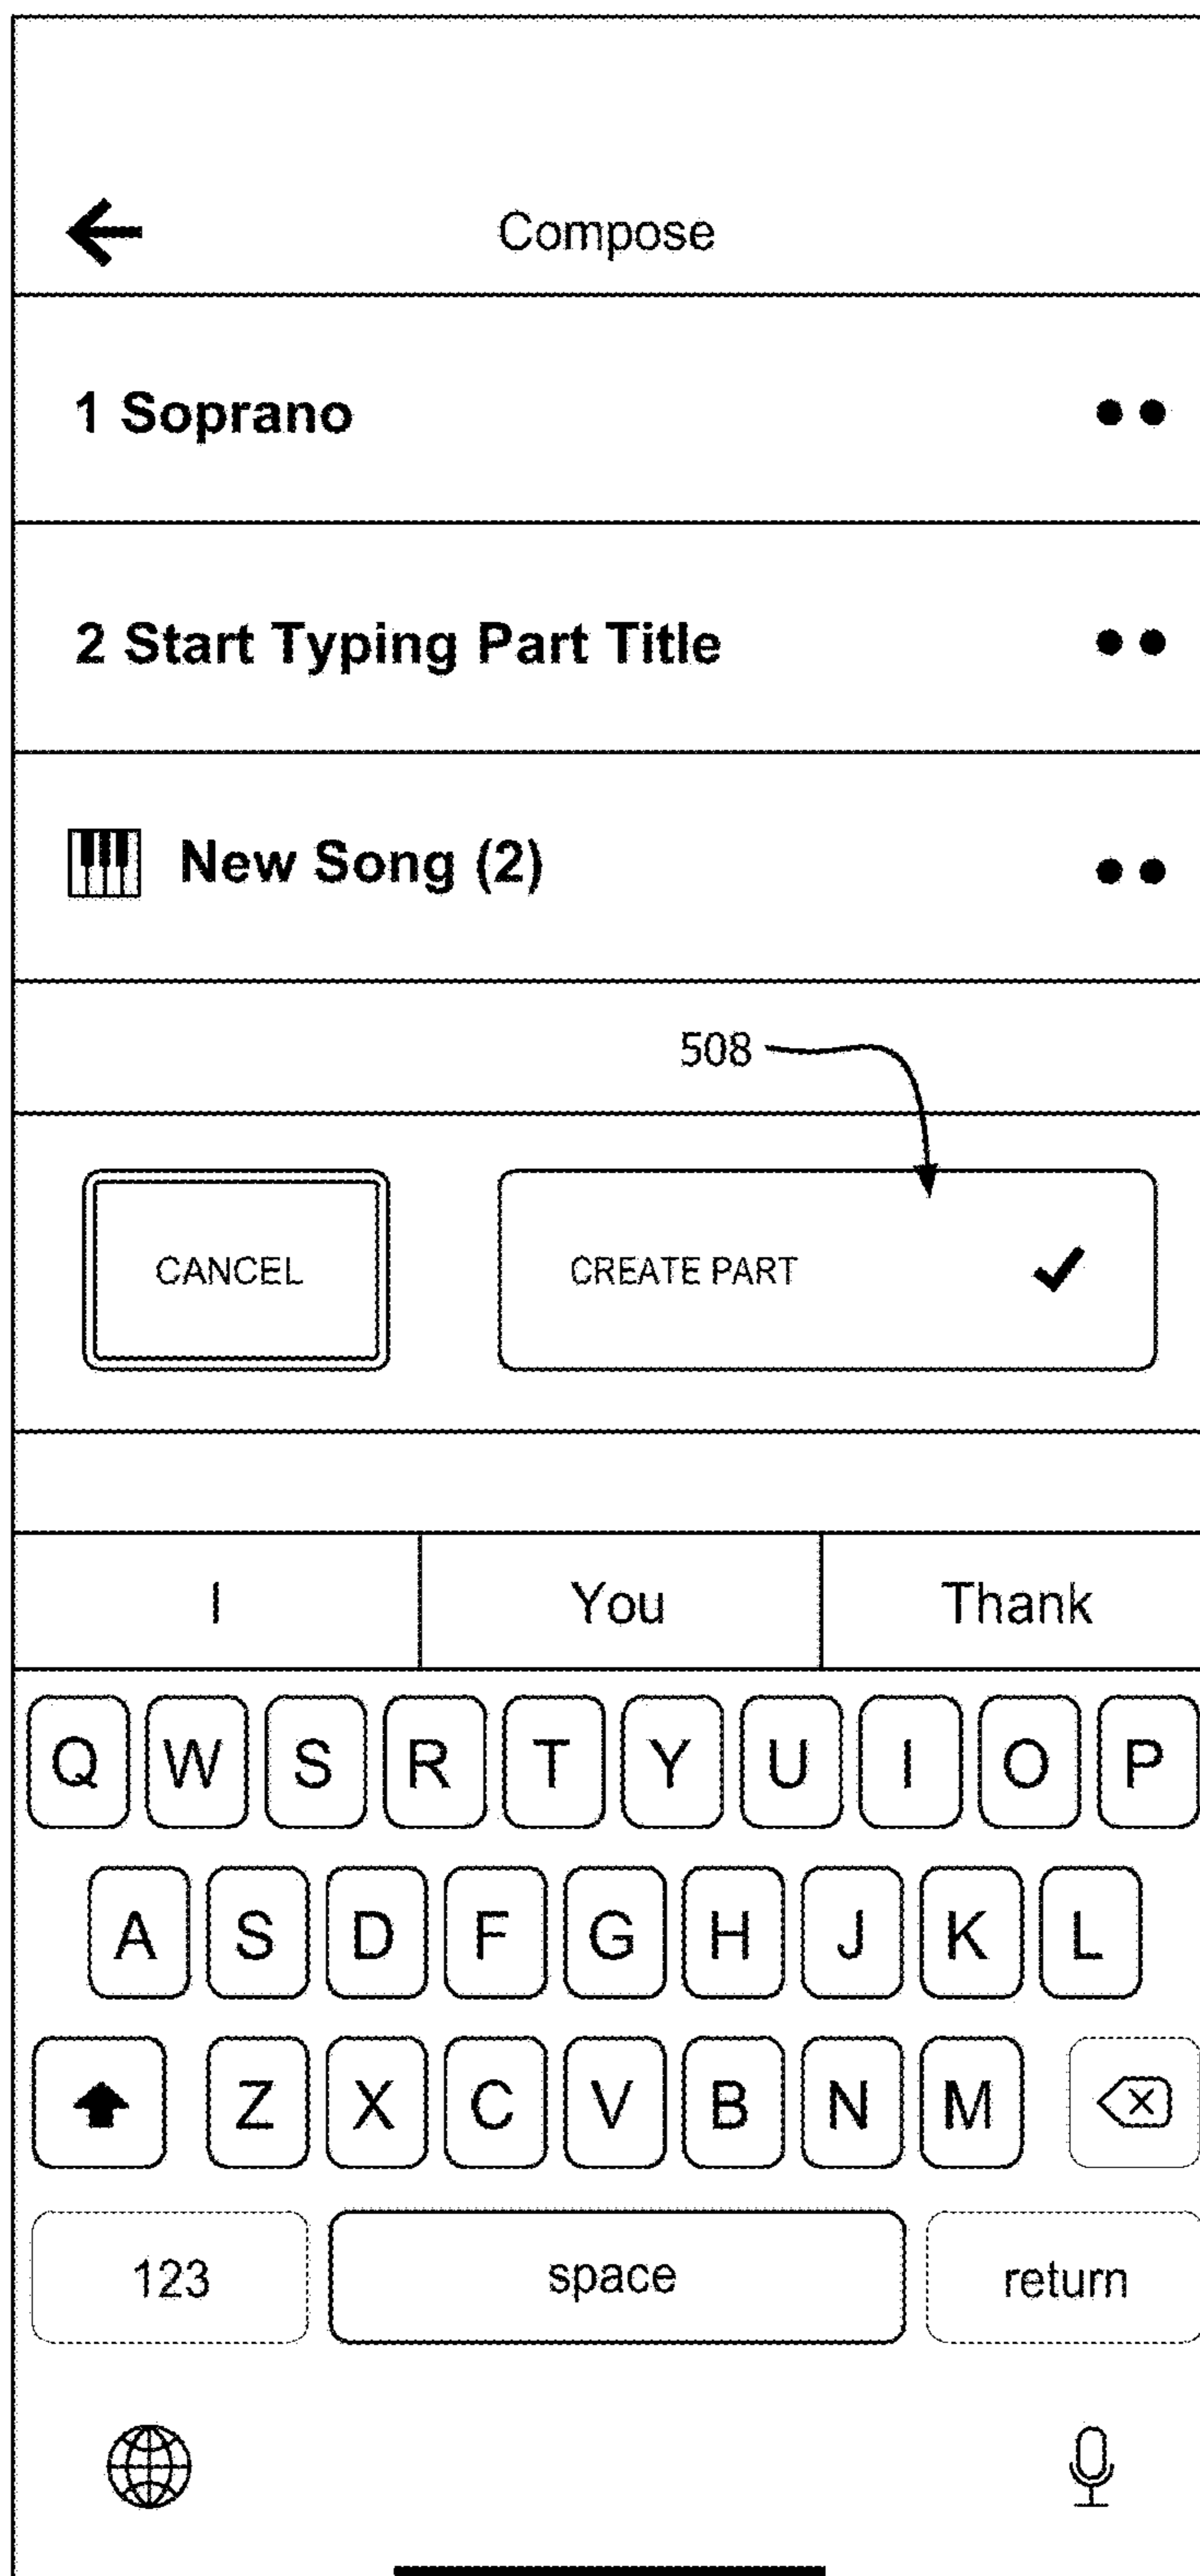 Compose
1 Soprano
2 Start Typing Part Title
New Song (2)
508
CANCEL CREATE PART
I You Thank
Q W S R T Y U I O P
A S D F G H J K L
Z X C V B N M
123 space return